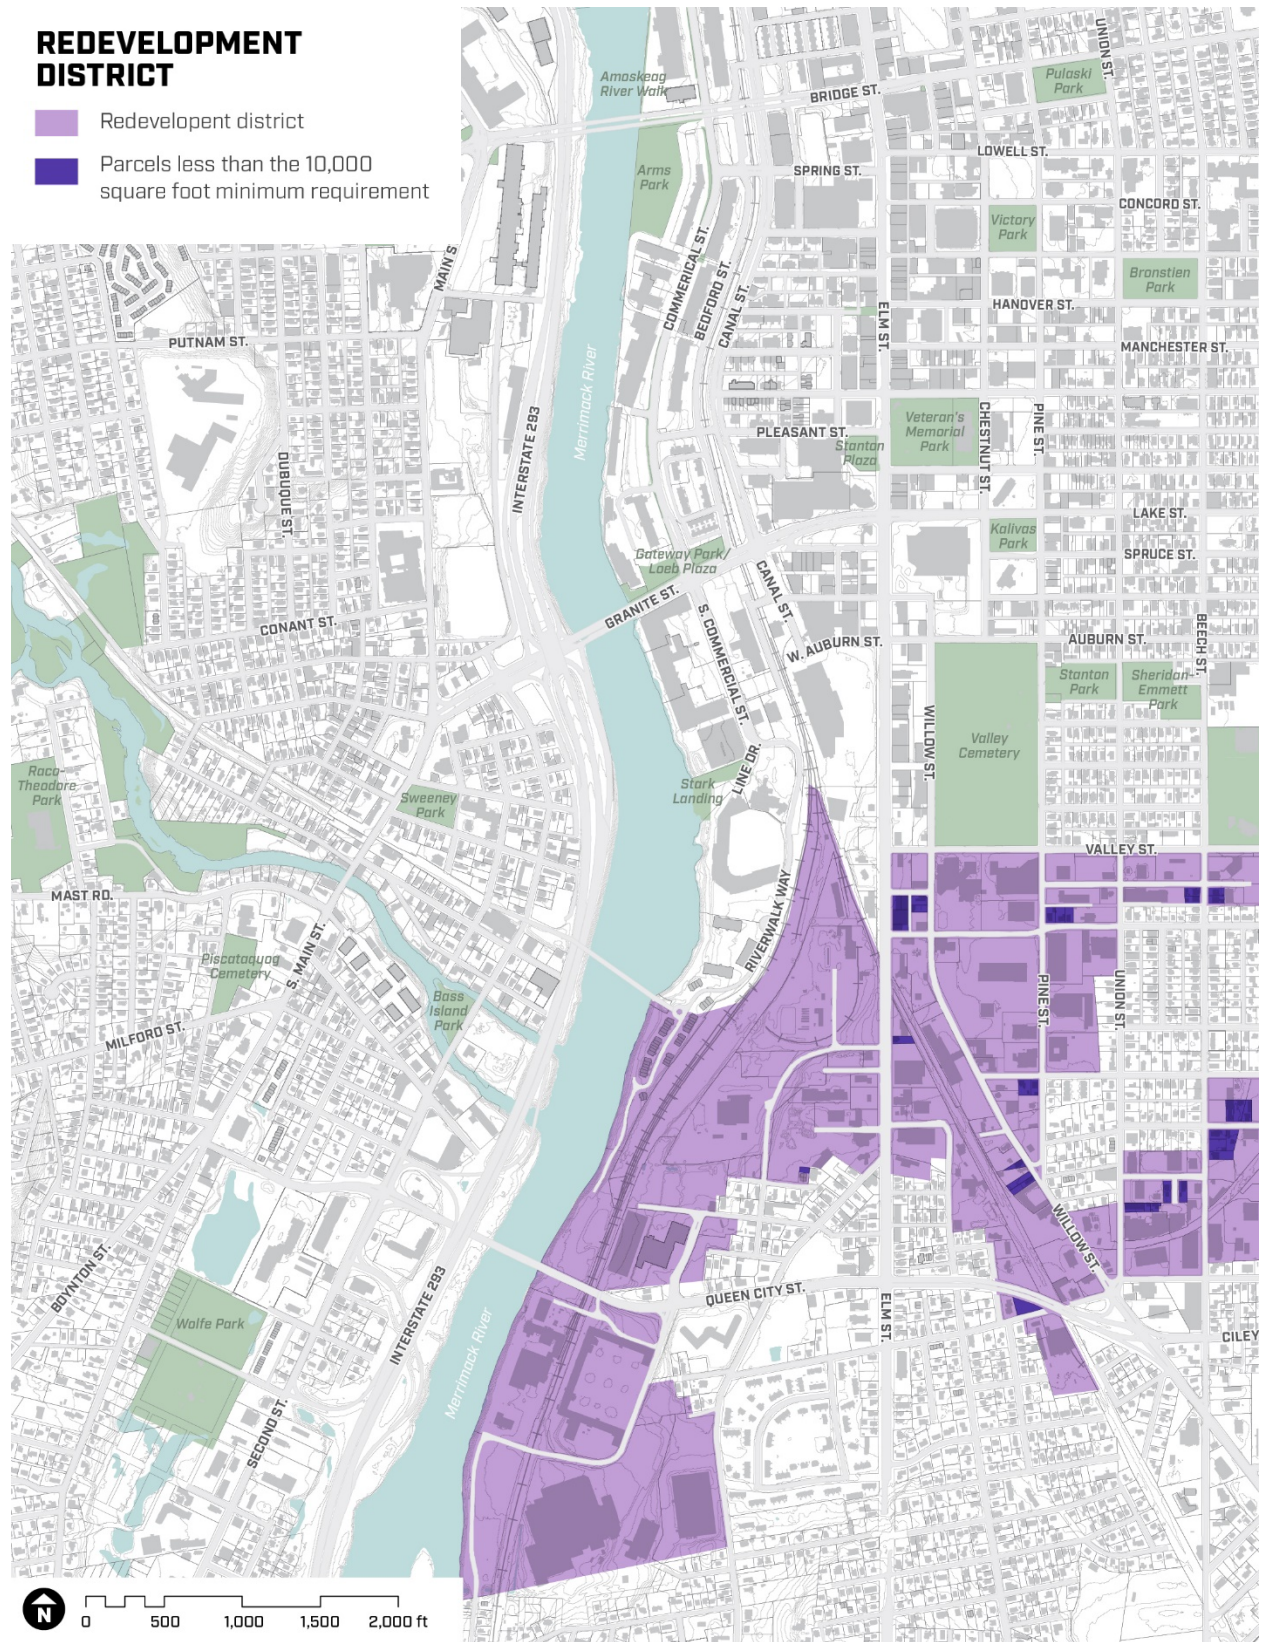 REDEVELOPMENT
DISTRICT
Redevelopent district
Parcels less than the 10,000
square foot minimum requirement
Amoskeag
River Walk
UNION ST.
Pulaski
Park
BRIDGE ST.
LOWELL ST.
Arms
Park
SPRING ST.
CONCORD ST.
Victory
Park
COMMERICAL ST.
BEDFORD ST.
CANAL ST.
MAIN S
Bronstien
Park
HANOVER ST.
ELM ST.
PUTNAM ST.
MANCHESTER ST.
Merrimack River
INTERSTATE 293
Veteran's
Memorial
Park
CHESTNUT ST.
PINE ST.
PLEASANT ST.
Stanton
Plaza
DUBUQUE ST.
LAKE ST.
Kalivas
Park
SPRUCE ST.
Gateway Park/
Loeb Plaza
CANAL ST.
GRANITE ST.
S. COMMERCIAL ST.
CONANT ST.
W. AUBURN ST.
AUBURN ST.
BEECH ST.
Stanton
Park
Sheridan-
Emmett
Park
WILLOW ST.
Valley
Cemetery
Raco-
Theodore
Park
Sweeney
Park
Stark
Landing
LINE DR.
VALLEY ST.
MAST RD.
RIVERWALK WAY
S. MAIN ST.
Piscataquog
Cemetery
Bass
Island
Park
PINE ST.
UNION ST.
MILFORD ST.
WILLOW ST.
BOYNTON ST.
INTERSTATE 293
QUEEN CITY ST.
ELM ST.
Wolfe Park
CILEY
Merrimack River
SECOND ST.
N
0 500 1,000 1,500 2,000 ft